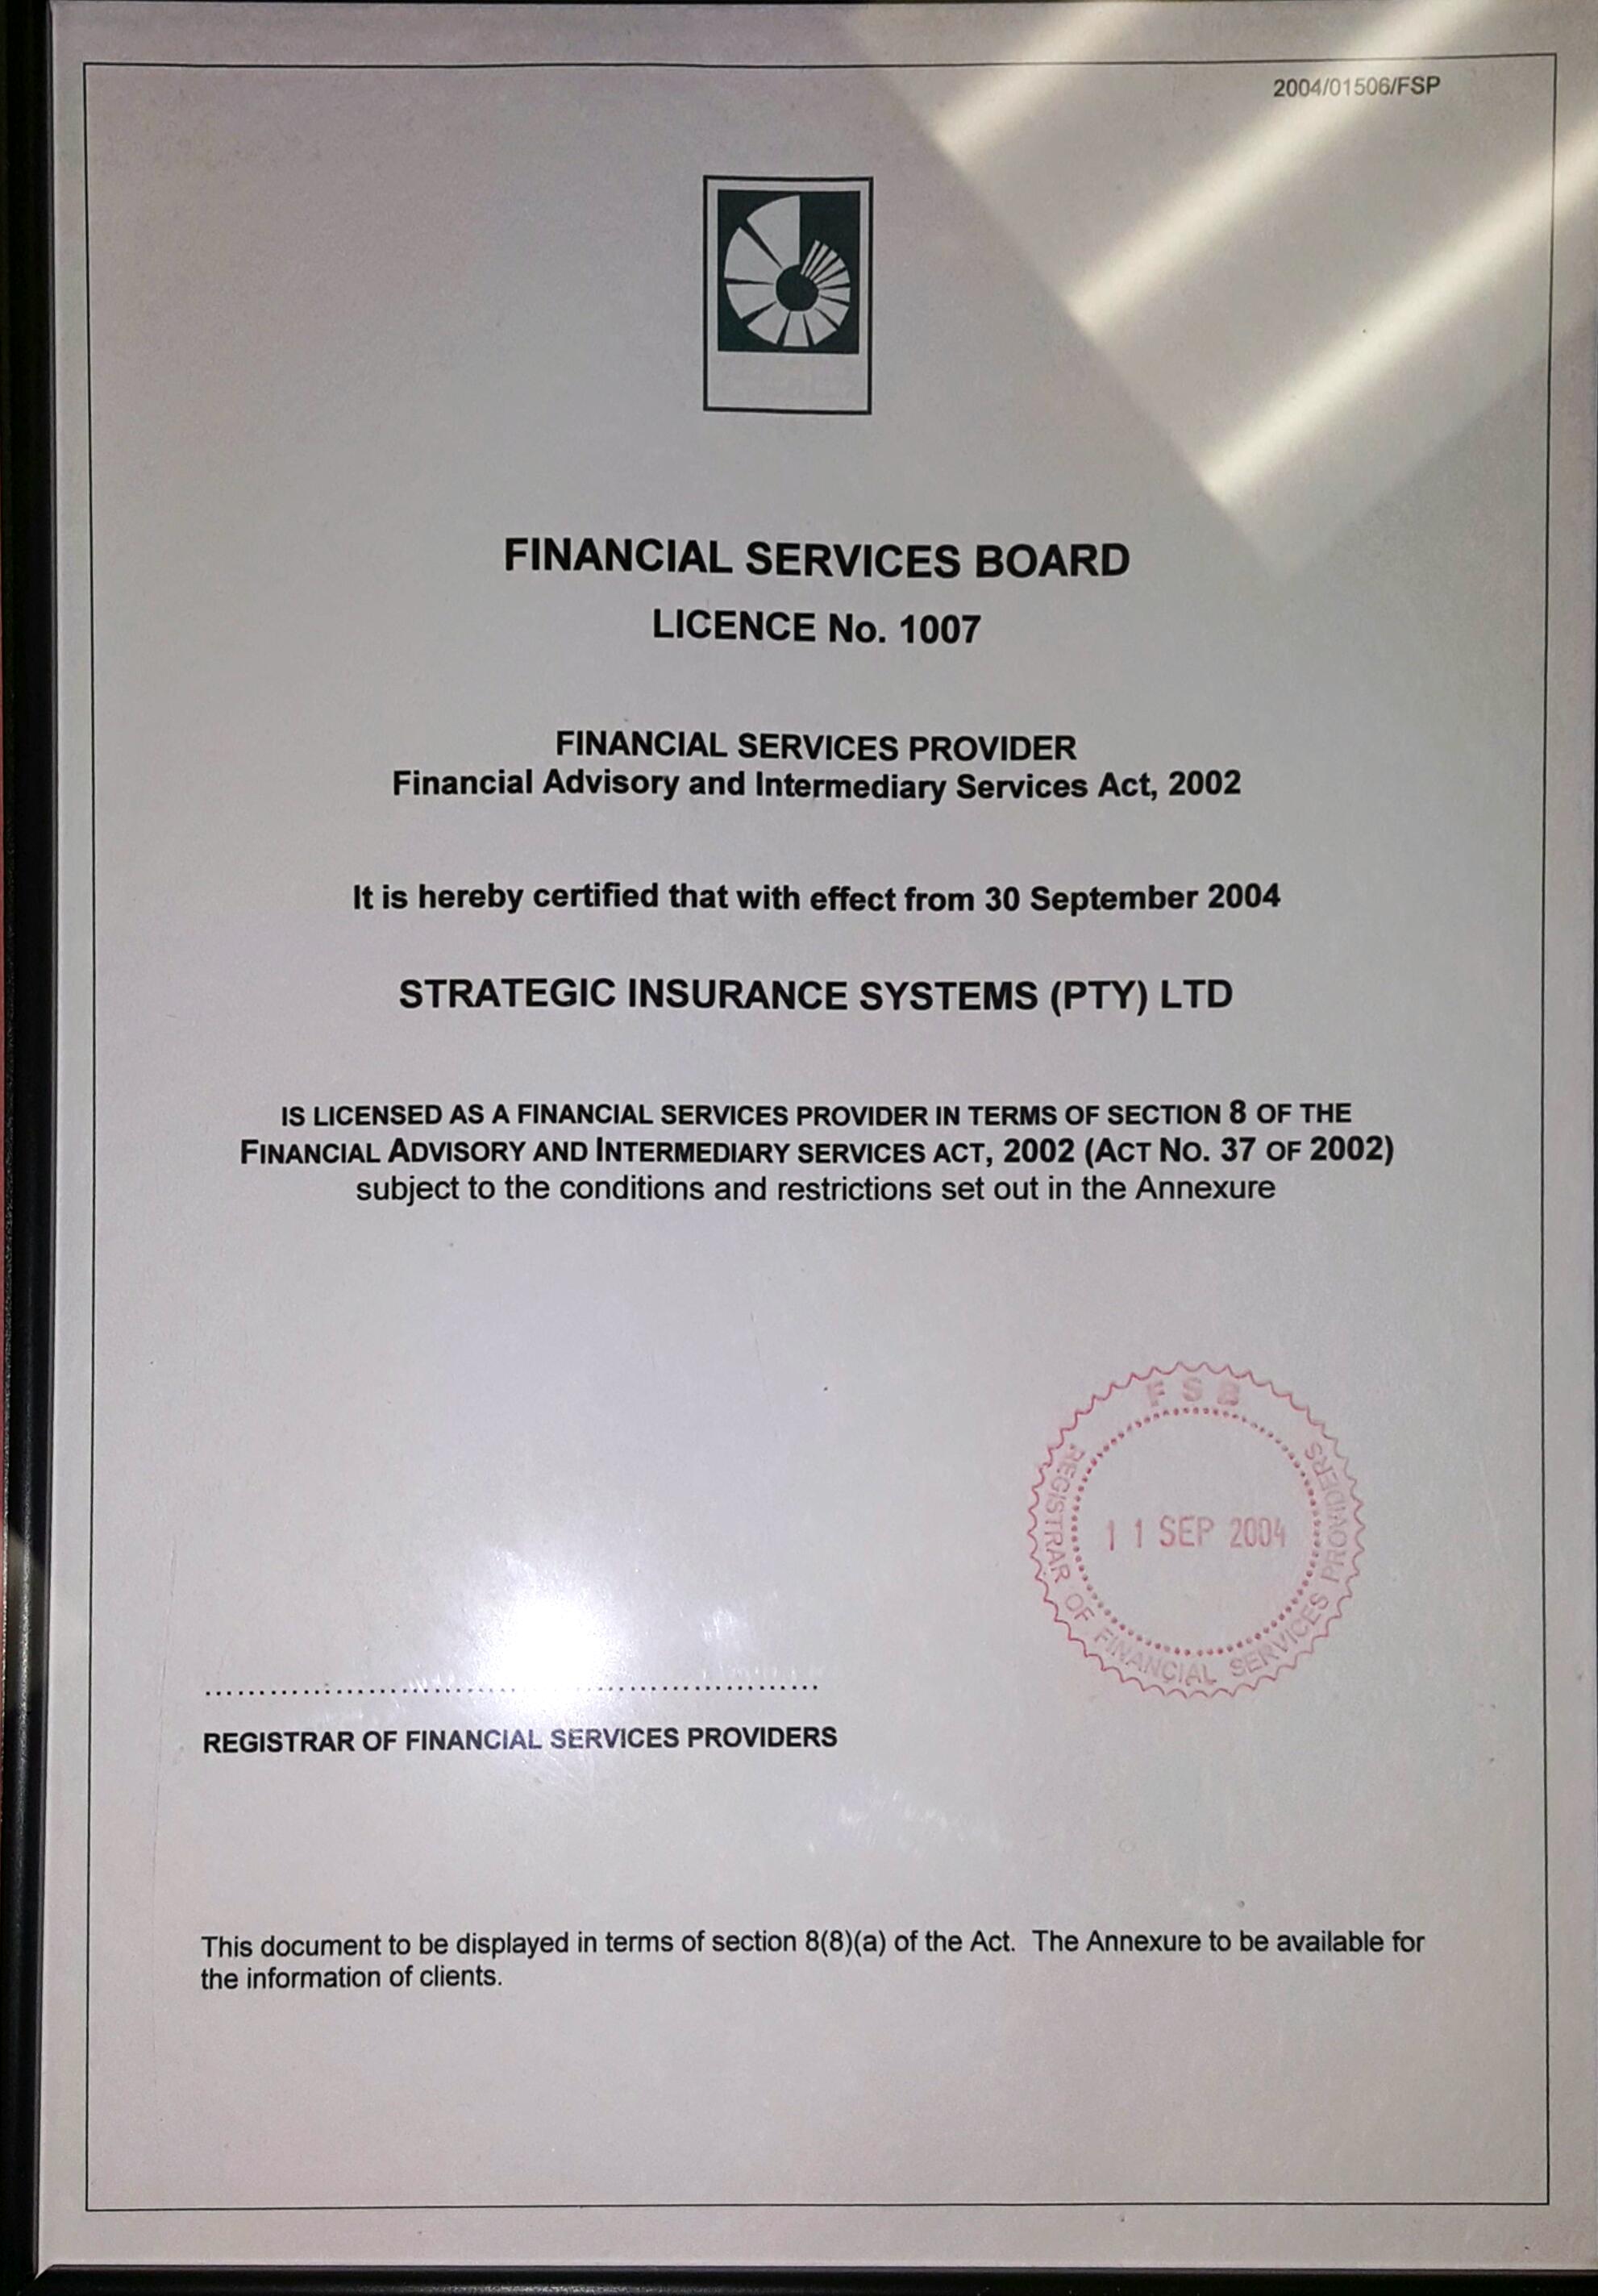 2004/01506/FSP
FINANCIAL SERVICES BOARD
LICENCE No. 1007
FINANCIAL SERVICES PROVIDER
Financial Advisory and Intermediary Services Act, 2002
It is hereby certified that with effect from 30 September 2004
STRATEGIC INSURANCE SYSTEMS (PTY) LTD
IS LICENSED AS A FINANCIAL SERVICES PROVIDER IN TERMS OF SECTION 8 OF THE
FINANCIAL ADVISORY AND INTERMEDIARY SERVICES ACT, 2002 (ACT NO. 37 OF 2002)
subject to the conditions and restrictions set out in the Annexure
FSB
REGISTRAR OF FINANCIAL SERVICES PROVIDERS
11 SEP 2004
REGISTRAR OF FINANCIAL SERVICES PROVIDERS
This document to be displayed in terms of section 8(8)(a) of the Act. The Annexure to be available for
the information of clients.